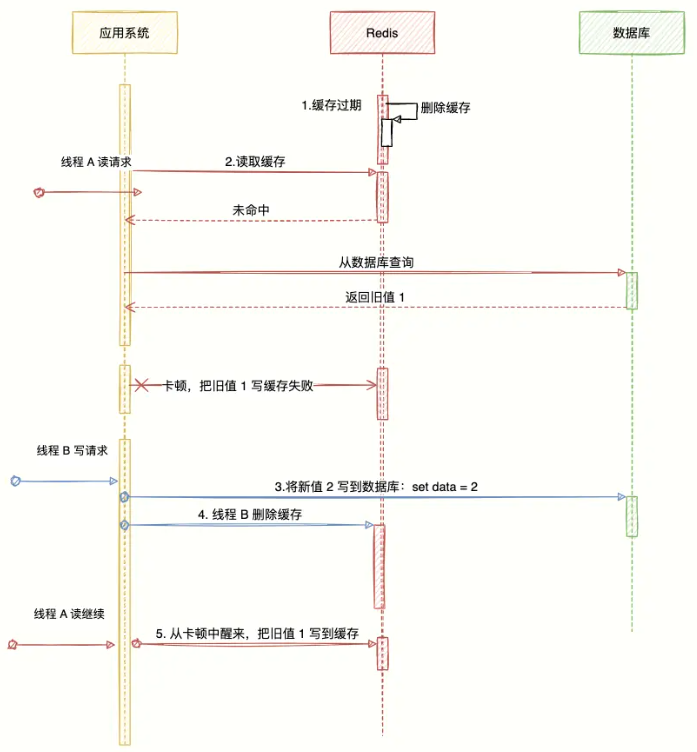 应用系统
Redis
数据库
1.缓存过期
删除缓存
线程 A 读请求
2.读取缓存
未命中
从数据库查询
返回旧值 1
卡顿，把旧值 1 写缓存失败
线程 B 写请求
3.将新值 2 写到数据库：set data = 2
4. 线程 B 删除缓存
线程 A 读继续
5. 从卡顿中醒来，把旧值 1 写到缓存